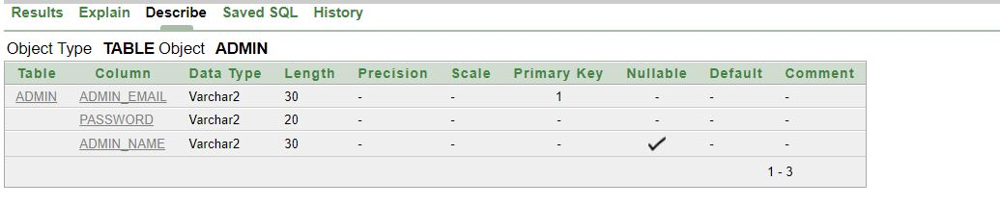 Results Explain Describe Saved SQL History
Object Type TABLE Object ADMIN
Table Column Data Type Length Precision Scale Primary Key Nullable Default Comment
ADMIN ADMIN_EMAIL Varchar2 30 - - 1 - - -
PASSWORD Varchar2 20 - - - - - -
ADMIN_NAME Varchar2 30 - - - ✓ - -
1 - 3